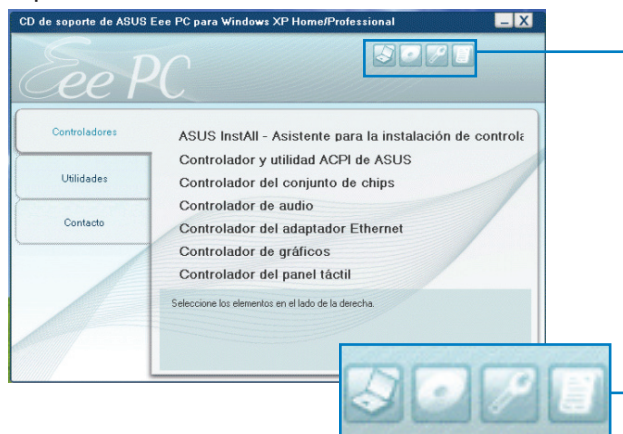 CD de soporte de ASUS Eee PC para Windows XP Home/Professional
Eee PC
Controladores
Utilidades
Contacto
ASUS InstAll - Asistente para la instalación de controla
Controlador y utilidad ACPI de ASUS
Controlador del conjunto de chips
Controlador de audio
Controlador del adaptador Ethernet
Controlador de gráficos
Controlador del panel táctil
Seleccione los elementos en el lado de la derecha.